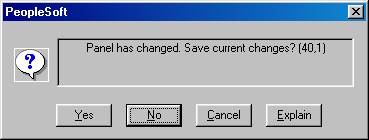 PeopleSoft
Panel has changed. Save current changes? (40,1)
Yes
No
Cancel
Explain